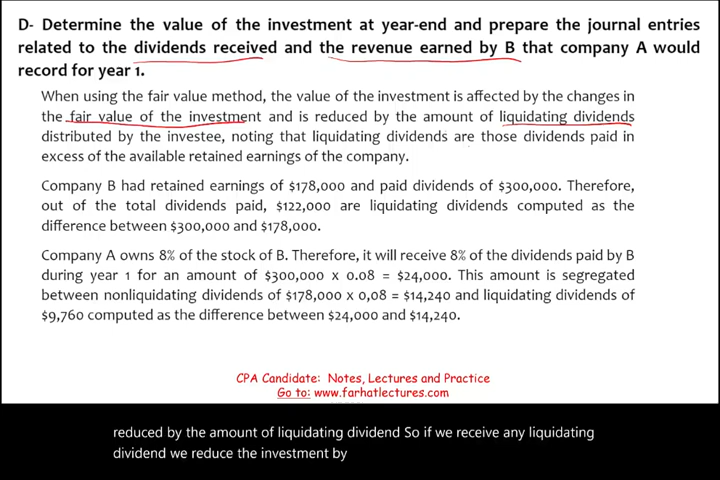 D- Determine the value of the investment at year-end and prepare the journal entries
related to the dividends received and the revenue earned by B that company A would
record for year 1.
When using the fair value method, the value of the investment is affected by the changes in
the fair value of the investment and is reduced by the amount of liquidating dividends
distributed by the investee, noting that liquidating dividends are those dividends paid in
excess of the available retained earnings of the company.
Company B had retained earnings of $178,000 and paid dividends of $300,000. Therefore,
out of the total dividends paid, $122,000 are liquidating dividends computed as the
difference between $300,000 and $178,000.
Company A owns 8% of the stock of B. Therefore, it will receive 8% of the dividends paid by B
during year 1 for an amount of $300,000 x 0.08 = $24,000. This amount is segregated
between nonliquidating dividends of $178,000 x 0,08 = $14,240 and liquidating dividends of
$9,760 computed as the difference between $24,000 and $14,240.
CPA Candidate: Notes, Lectures and Practice
Go to: www.farhatlectures.com
reduced by the amount of liquidating dividend So if we receive any liquidating
dividend we reduce the investment by